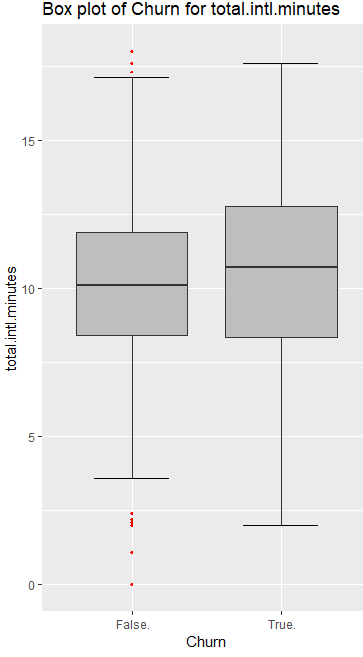 Box plot of Churn for total.intl.minutes
total.intl.minutes
15
10
5
0
False.
True.
Churn